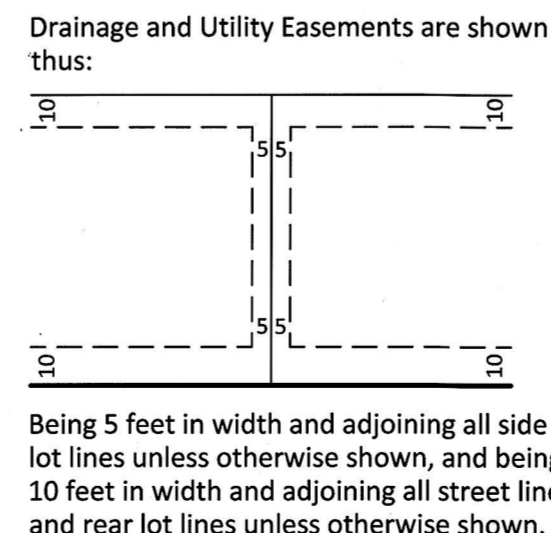 Drainage and Utility Easements are shown
thus:
10 10
5 5
5 5
10 10
Being 5 feet in width and adjoining all side
lot lines unless otherwise shown, and being
10 feet in width and adjoining all street line
and rear lot lines unless otherwise shown.